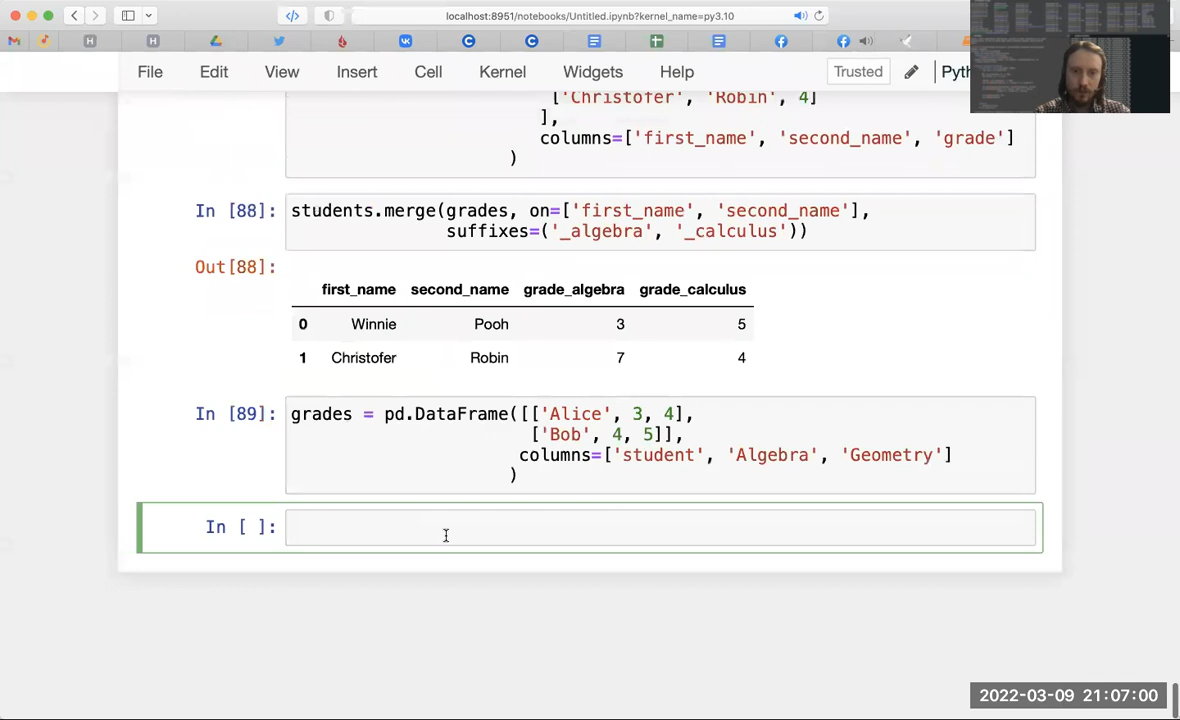 localhost:8951/notebooks/Untitled.ipynb?kernel_name=py3.10
File Edit View Insert Cell Kernel Widgets Help Trusted
['Christofer', 'Robin', 4]
],
columns=['first_name', 'second_name', 'grade']
)
In [88]: students.merge(grades, on=['first_name', 'second_name'],
suffixes=('_algebra', '_calculus'))
Out[88]:
first_name second_name grade_algebra grade_calculus
0 Winnie Pooh 3 5
1 Christofer Robin 7 4
In [89]: grades = pd.DataFrame([['Alice', 3, 4],
['Bob', 4, 5]],
columns=['student', 'Algebra', 'Geometry']
)
In [ ]:
2022-03-09 21:07:00